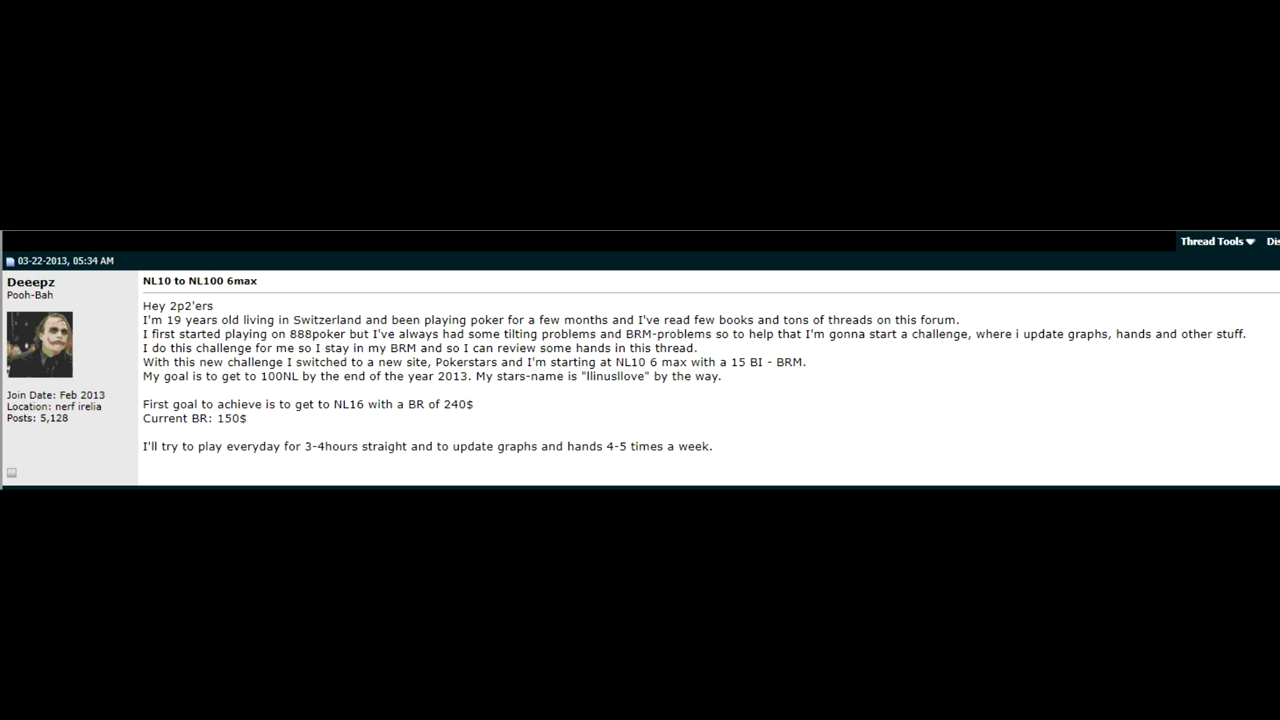 Thread Tools Dis
03-22-2013, 05:34 AM
Deeepz
Pooh-Bah
Join Date: Feb 2013
Location: nerf irelia
Posts: 5,128
NL10 to NL100 6max
Hey 2p2'ers
I'm 19 years old living in Switzerland and been playing poker for a few months and I've read few books and tons of threads on this forum.
I first started playing on 888poker but I've always had some tilting problems and BRM-problems so to help that I'm gonna start a challenge, where i update graphs, hands and other stuff.
I do this challenge for me so I stay in my BRM and so I can review some hands in this thread.
With this new challenge I switched to a new site, Pokerstars and I'm starting at NL10 6 max with a 15 BI - BRM.
My goal is to get to 100NL by the end of the year 2013. My stars-name is "llinusllove" by the way.
First goal to achieve is to get to NL16 with a BR of 240$
Current BR: 150$
I'll try to play everyday for 3-4hours straight and to update graphs and hands 4-5 times a week.